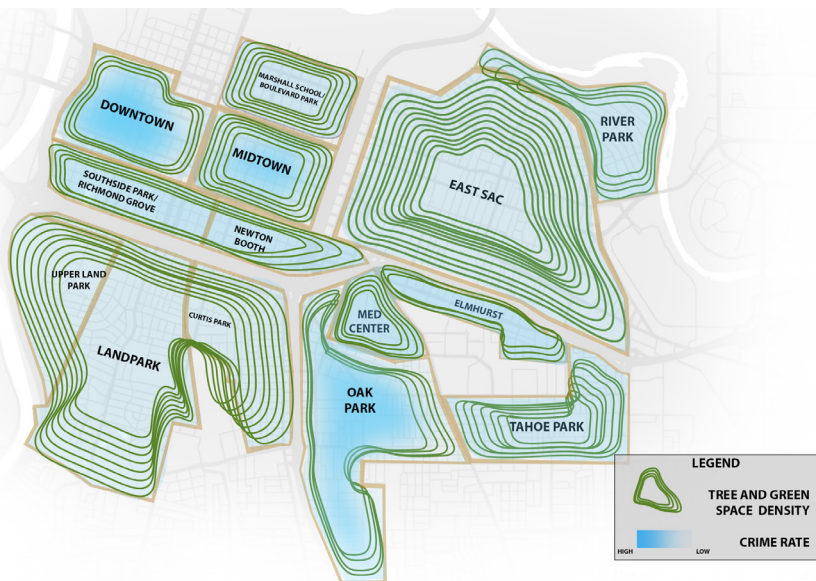 MARSHALL SCHOOL/
BOULEVARD PARK
DOWNTOWN
MIDTOWN
RIVER
PARK
EAST SAC
SOUTHSIDE PARK/
RICHMOND GROVE
NEWTON
BOOTH
UPPER LAND
PARK
CURTIS PARK
LANDPARK
MED
CENTER
ELMHURST
OAK
PARK
TAHOE PARK
LEGEND
TREE AND GREEN
SPACE DENSITY
CRIME RATE
HIGH
LOW